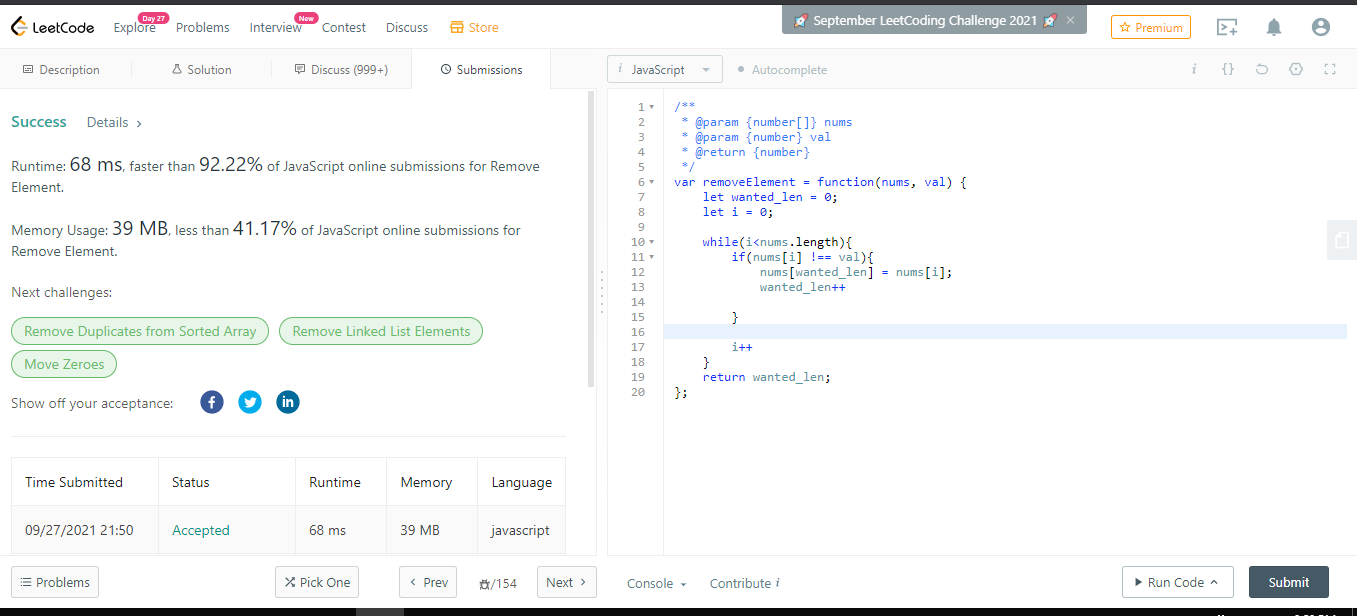 LeetCode Explore Day 27 Problems Interview New Contest Discuss Store September LeetCoding Challenge 2021 × Premium
Description Solution Discuss (999+) Submissions i JavaScript Autocomplete i {}
Success Details >
Runtime: 68 ms, faster than 92.22% of JavaScript online submissions for Remove
Element.
Memory Usage: 39 MB, less than 41.17% of JavaScript online submissions for
Remove Element.
Next challenges:
Remove Duplicates from Sorted Array Remove Linked List Elements
Move Zeroes
Show off your acceptance:
Time Submitted Status Runtime Memory Language
09/27/2021 21:50 Accepted 68 ms 39 MB javascript
1 /**
2 * @param {number[]} nums
3 * @param {number} val
4 * @return {number}
5 */
6 var removeElement = function(nums, val) {
7 let wanted_len = 0;
8 let i = 0;
9
10 while(i<nums.length){
11 if(nums[i] !== val){
12 nums[wanted_len] = nums[i];
13 wanted_len++
14
15 }
16
17 i++
18 }
19 return wanted_len;
20 };
Problems Pick One < Prev /154 Next > Console Contribute i Run Code Submit